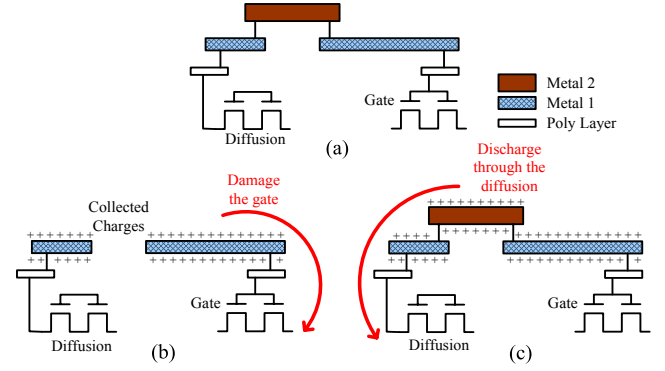 Metal 2
Metal 1
Poly Layer
Gate
Diffusion
(a)
Damage
the gate
Discharge
through the
diffusion
Collected
Charges
Gate
Diffusion
(b)
Gate
Diffusion
(c)